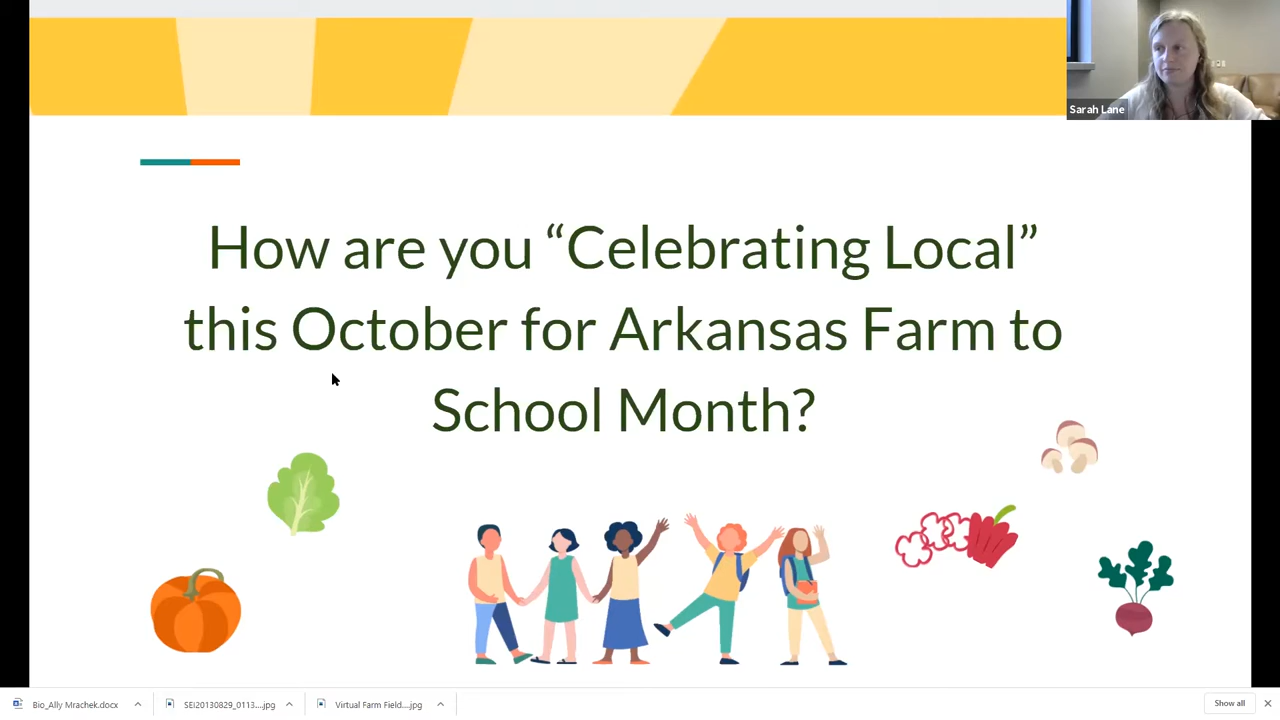 Sarah Lane
How are you “Celebrating Local”
this October for Arkansas Farm to
School Month?
Bio_Ally Mrachek.docx
SEI20130829_0113....jpg
Virtual Farm Field....jpg
Show all